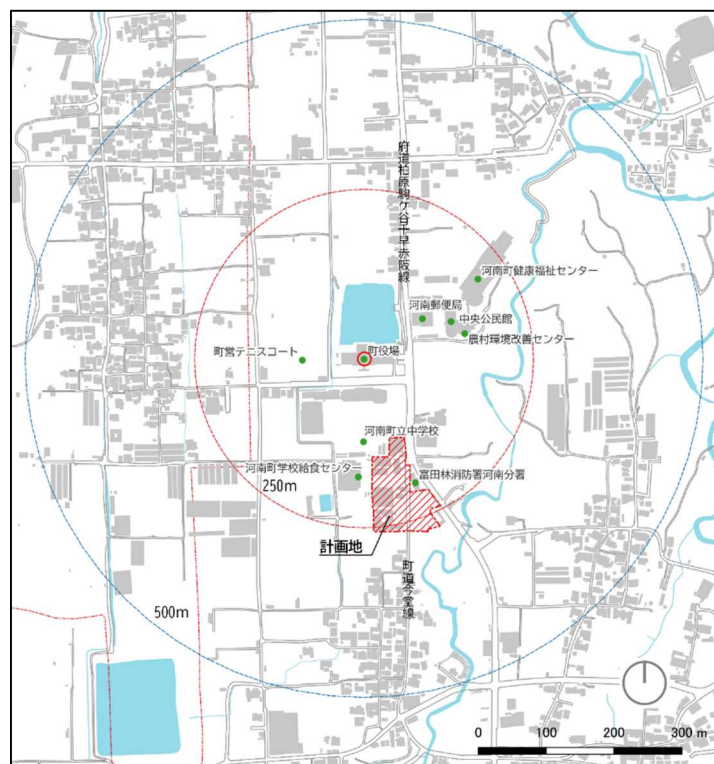 府道柏原駒ケ谷千早赤阪線
河南町健康福祉センター
河南郵便局
中央公民館
農村環境改善センター
町営テニスコート
町役場
河南町立中学校
河南町学校給食センター
富田林消防署河南分署
250m
計画地
町道今堂線
500m
0 100 200 300 m